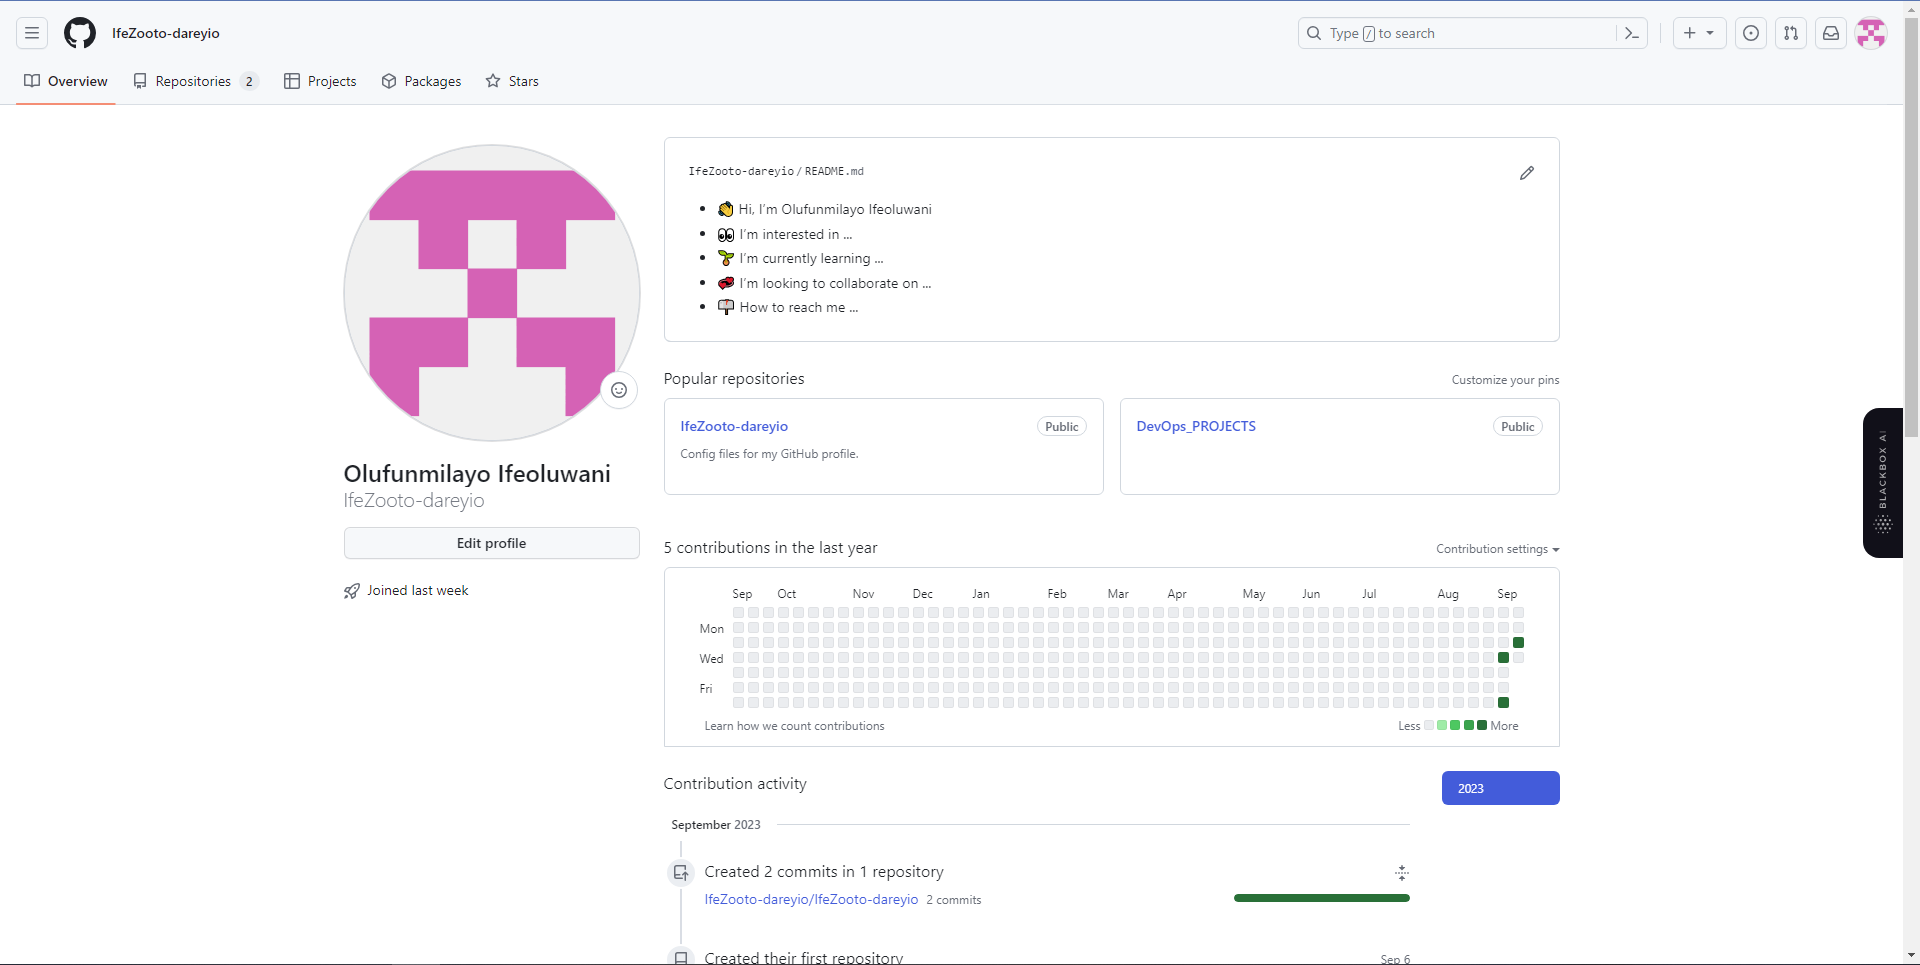 IfeZooto-dareyio
Type / to search
Overview Repositories 2 Projects Packages Stars
IfeZooto-dareyio / README.md
Hi, I'm Olufunmilayo Ifeoluwani
I'm interested in ...
I'm currently learning ...
I'm looking to collaborate on ...
How to reach me ...
Olufunmilayo Ifeoluwani
IfeZooto-dareyio
Edit profile
Joined last week
Popular repositories
Customize your pins
IfeZooto-dareyio Public
Config files for my GitHub profile.
DevOps_PROJECTS Public
5 contributions in the last year
Contribution settings
Sep Oct Nov Dec Jan Feb Mar Apr May Jun Jul Aug Sep
Mon
Wed
Fri
Learn how we count contributions
Less More
Contribution activity
2023
September 2023
Created 2 commits in 1 repository
IfeZooto-dareyio/IfeZooto-dareyio 2 commits
Created their first repository
Sep 6
BLACKBOX AI